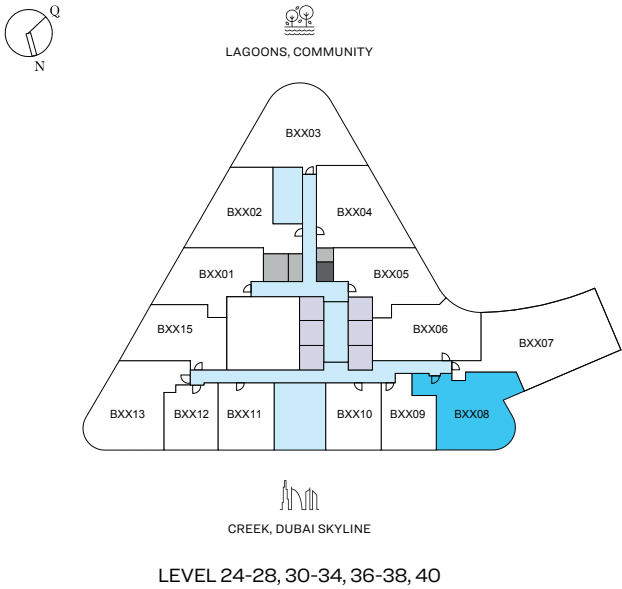 Q
N
LAGOONS, COMMUNITY
BXX03
BXX02
BXX04
BXX01
BXX05
BXX15
BXX06
BXX07
BXX13
BXX12
BXX11
BXX10
BXX09
BXX08
CREEK, DUBAI SKYLINE
LEVEL 24-28, 30-34, 36-38, 40